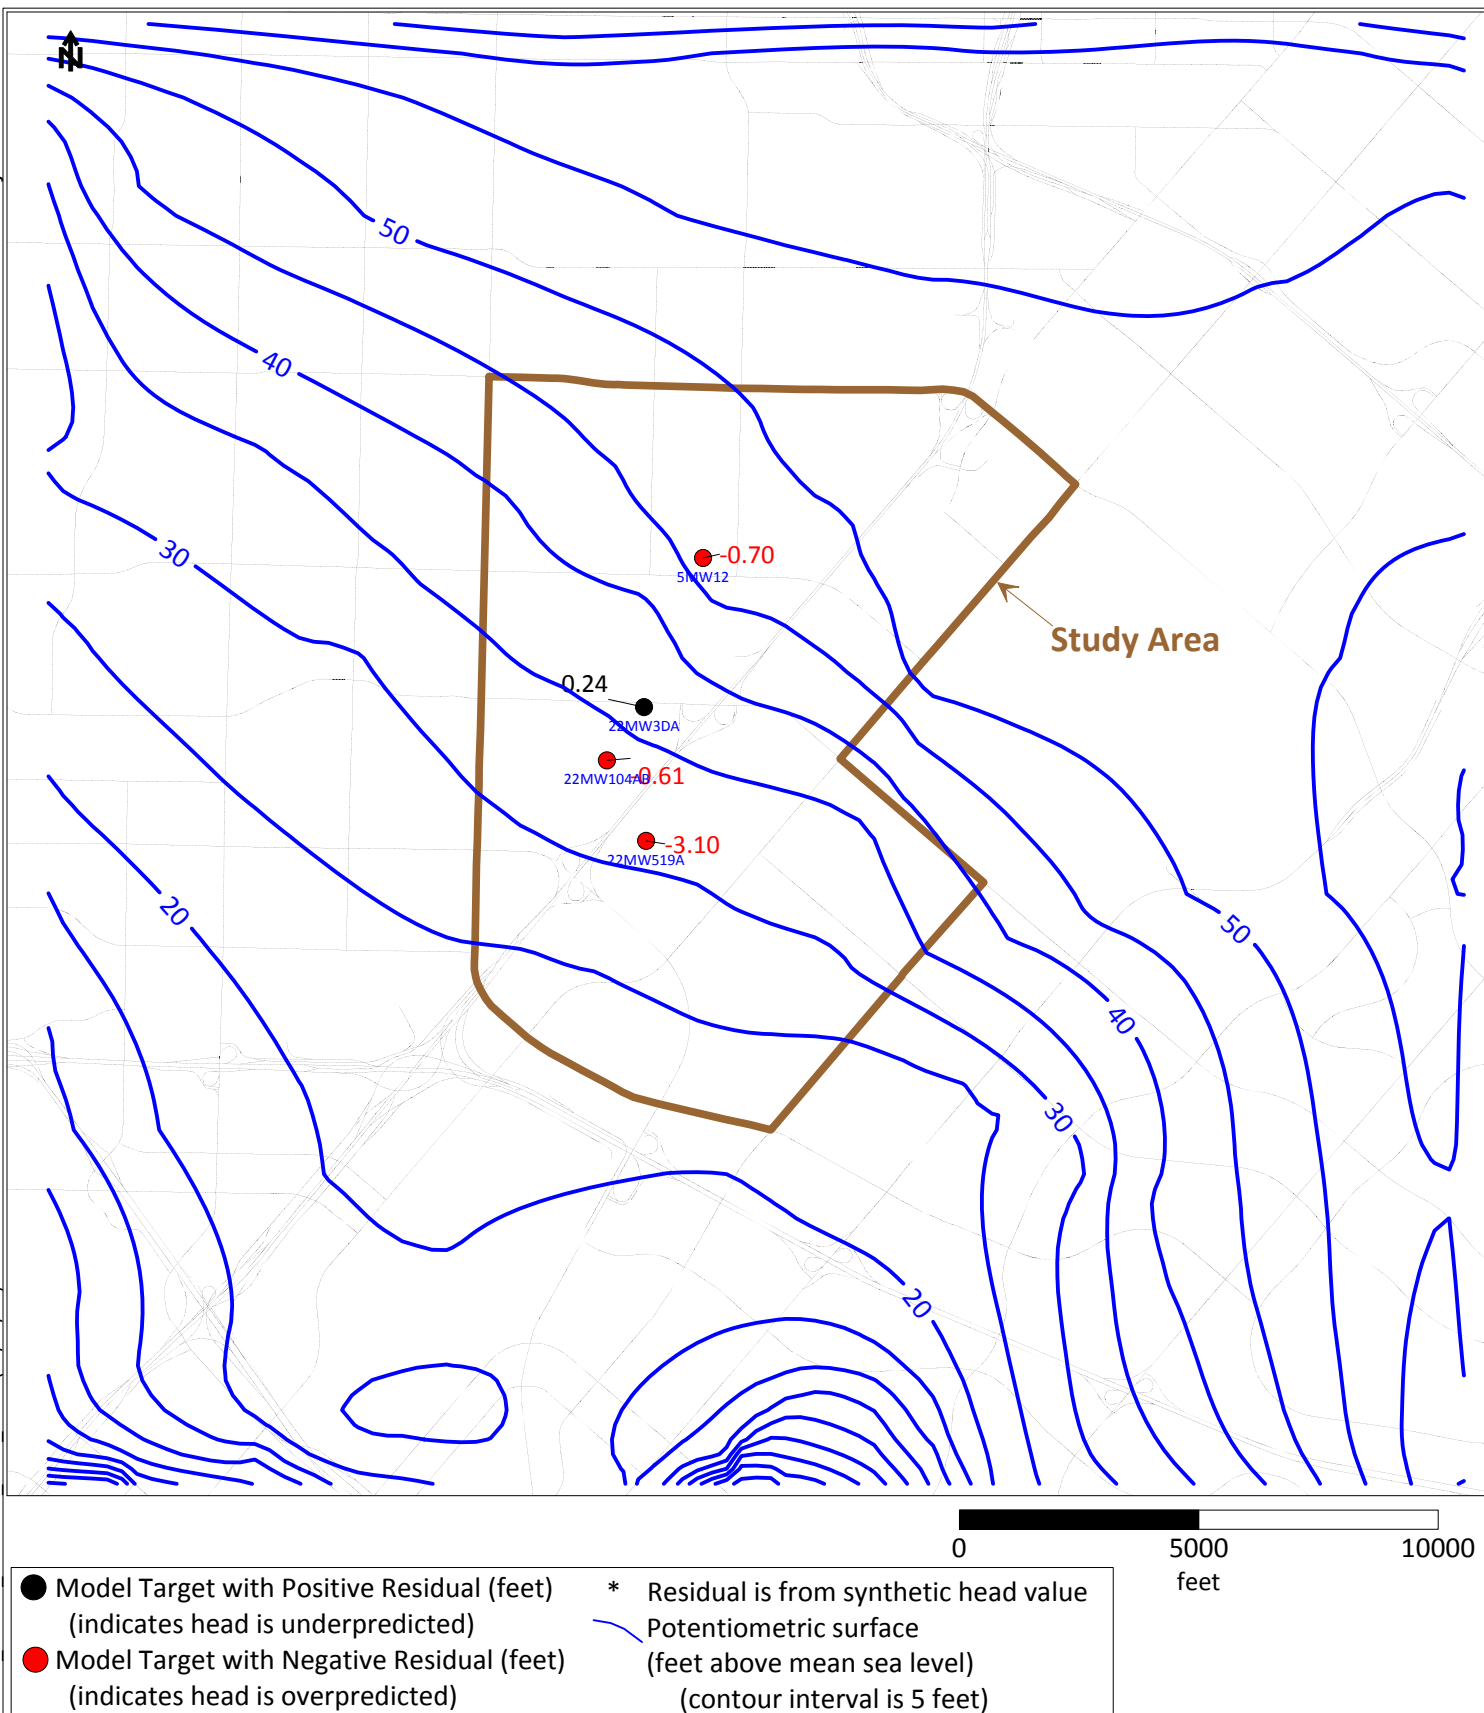 N
50
40
30
-0.70
5MW12
Study Area
0.24
22MW3DA
22MW104AB
-0.61
-3.10
22MW519A
20
50
40
30
20
0 5000 10000
feet
Model Target with Positive Residual (feet)
(indicates head is underpredicted)
Model Target with Negative Residual (feet)
(indicates head is overpredicted)
* Residual is from synthetic head value
Potentiometric surface
(feet above mean sea level)
(contour interval is 5 feet)